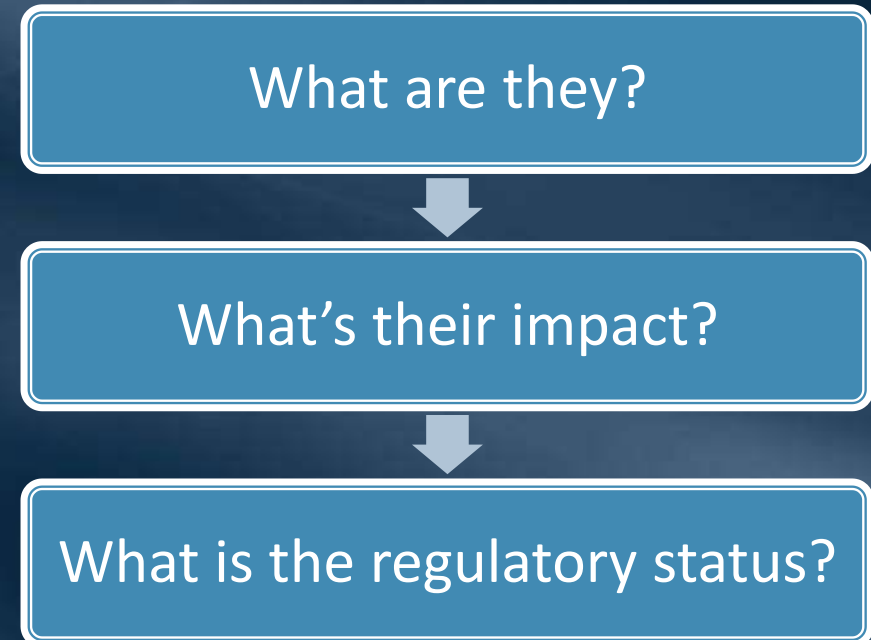 What are they?
What’s their impact?
What is the regulatory status?